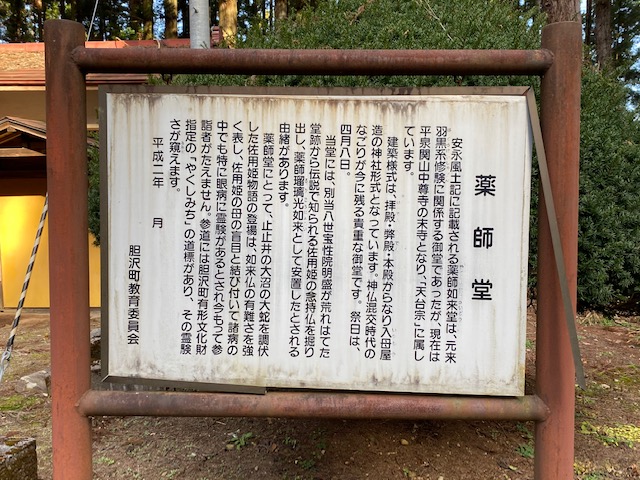 薬師堂
安永風土記に記載される薬師如来堂は、元来
羽黒系修験に関係する御堂であったが、現在は
平泉関山中尊寺の末寺となり、「天台宗」に属し
ています。
建築様式は、拝殿・弊殿・本殿からなり入母屋
造の神社形式となっています。神仏混交時代の
なごりが今に残る貴重な御堂です。祭日は、
四月八日。
当堂には、別当八世宝性院明盛が荒れはてた
堂跡から伝説で知られる佐用姫の念持仏を掘り
出し、薬師瑠璃光如来として安置したとされる
由緒があります。
薬師堂にとって、止止井の大沼の大蛇を調伏
した佐用姫物語の登場は、如来仏の有難さを強
く表し、佐用姫の母の盲目と結び付いて諸病の
中でも特に眼病に霊験があるとされ今もって参
詣者がたえません。参道には胆沢町有形文化財
指定の「やくしみち」の道標があり、その霊験
さが窺えます。
平成二年　月
胆沢町教育委員会